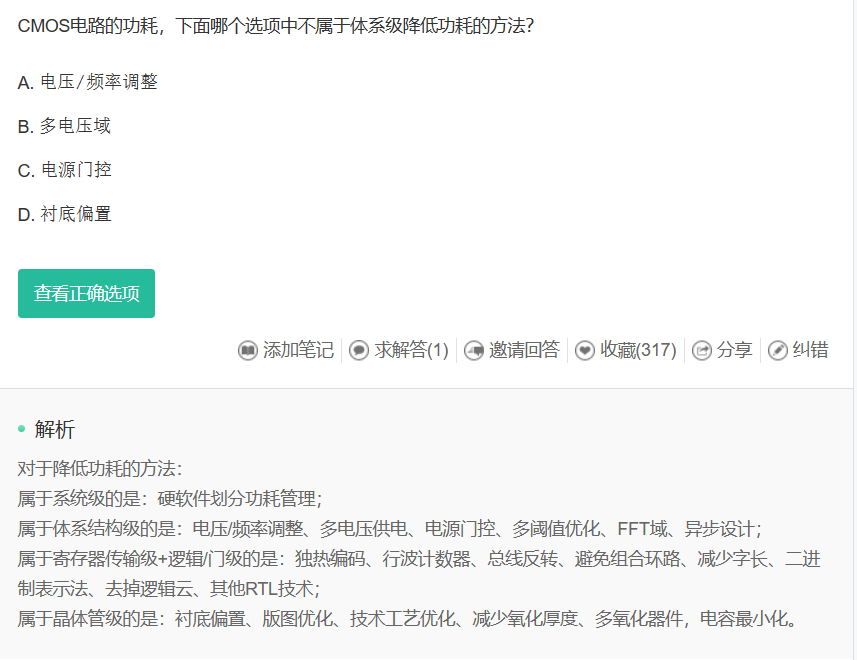 CMOS电路的功耗，下面哪个选项中不属于体系级降低功耗的方法？
A. 电压/频率调整
B. 多电压域
C. 电源门控
D. 衬底偏置
查看正确选项
添加笔记 求解答(1) 邀请回答 收藏(317) 分享 纠错
解析
对于降低功耗的方法：
属于系统级的是：硬软件划分功耗管理；
属于体系结构级的是：电压/频率调整、多电压供电、电源门控、多阈值优化、FFT域、异步设计；
属于寄存器传输级+逻辑/门级的是：独热编码、行波计数器、总线反转、避免组合环路、减少字长、二进
制表示法、去掉逻辑云、其他RTL技术；
属于晶体管级的是：衬底偏置、版图优化、技术工艺优化、减少氧化厚度、多氧化器件，电容最小化。